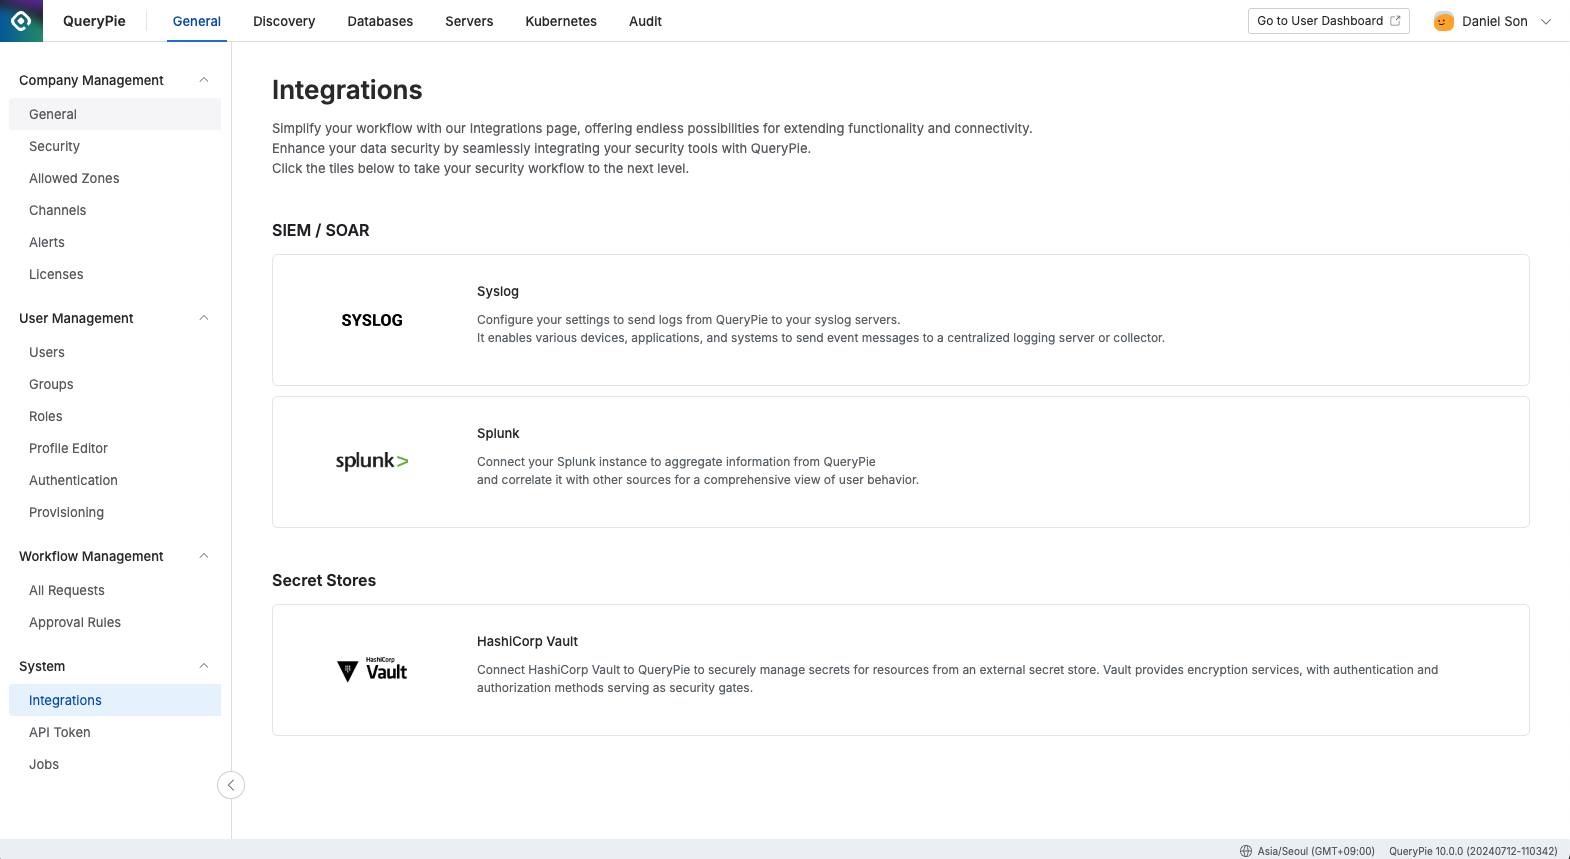 QueryPie
General
Discovery
Databases
Servers
Kubernetes
Audit
Go to User Dashboard
Daniel Son
Company Management
General
Security
Allowed Zones
Channels
Alerts
Licenses
User Management
Users
Groups
Roles
Profile Editor
Authentication
Provisioning
Workflow Management
All Requests
Approval Rules
System
Integrations
API Token
Jobs
Integrations
Simplify your workflow with our Integrations page, offering endless possibilities for extending functionality and connectivity.
Enhance your data security by seamlessly integrating your security tools with QueryPie.
Click the tiles below to take your security workflow to the next level.
SIEM / SOAR
SYSLOG
Syslog
Configure your settings to send logs from QueryPie to your syslog servers.
It enables various devices, applications, and systems to send event messages to a centralized logging server or collector.
splunk>
Splunk
Connect your Splunk instance to aggregate information from QueryPie
and correlate it with other sources for a comprehensive view of user behavior.
Secret Stores
HashiCorp
Vault
HashiCorp Vault
Connect HashiCorp Vault to QueryPie to securely manage secrets for resources from an external secret store. Vault provides encryption services, with authentication and
authorization methods serving as security gates.
Asia/Seoul (GMT+09:00)
QueryPie 10.0.0 (20240712-110342)